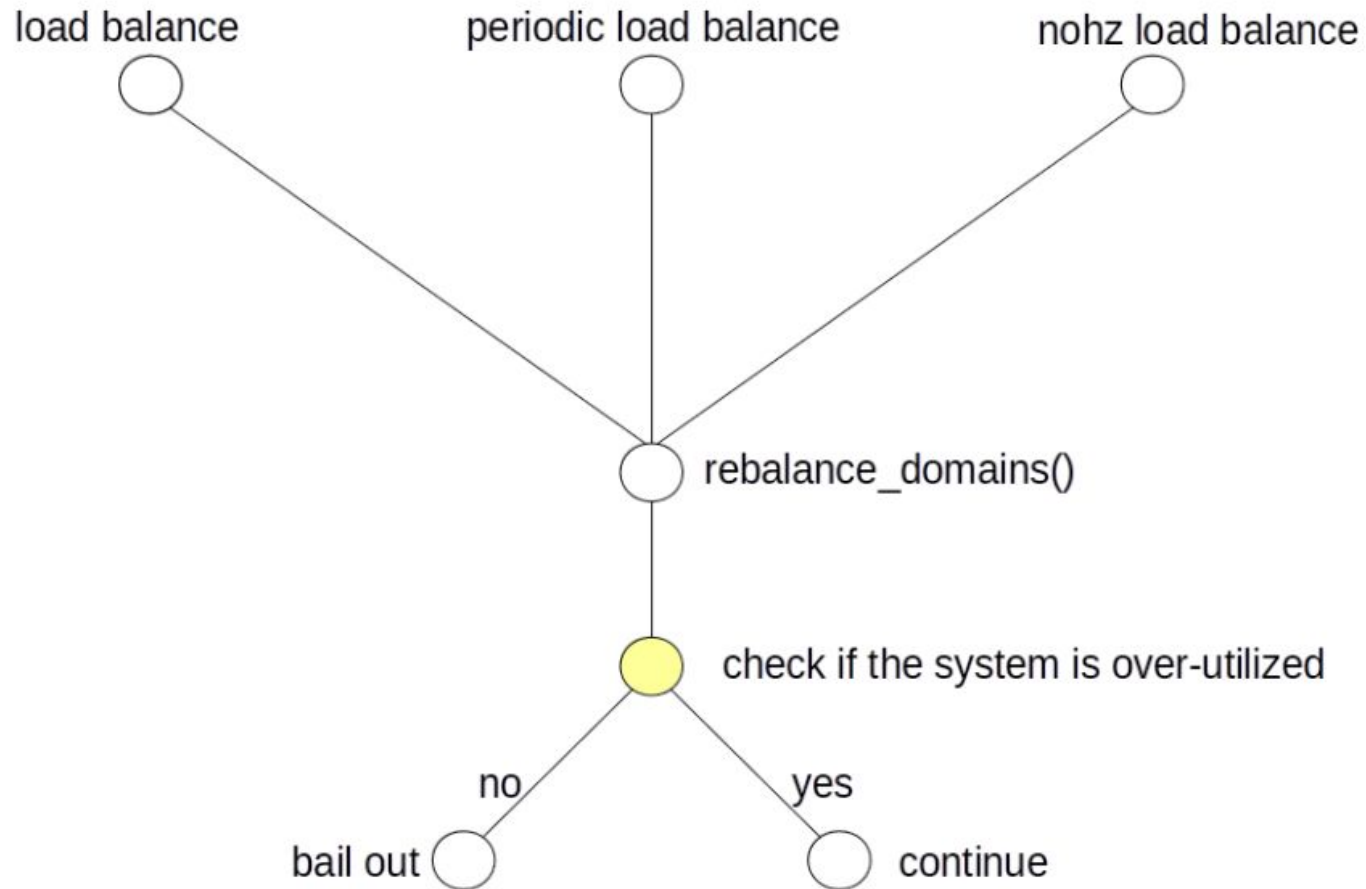 load balance
periodic load balance
nohz load balance
rebalance_domains()
check if the system is over-utilized
no
yes
bail out
continue